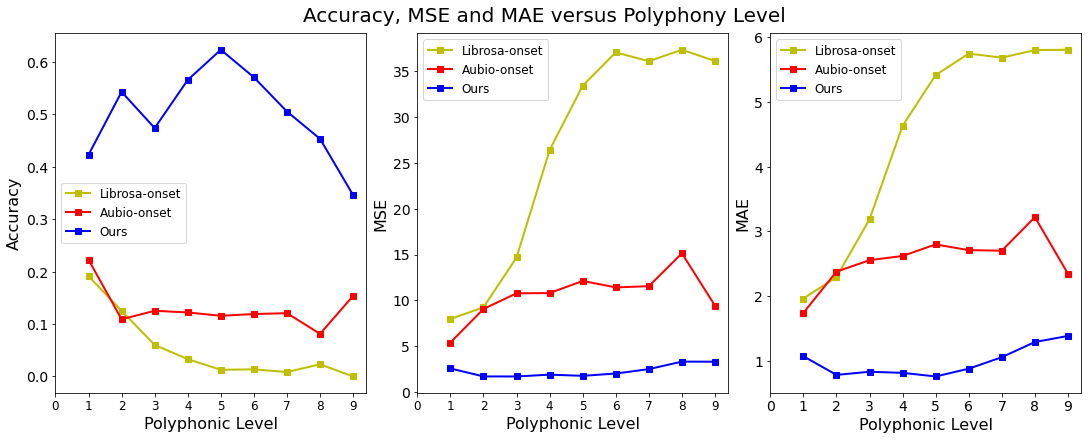 Accuracy, MSE and MAE versus Polyphony Level
Accuracy
0.6
0.5
0.4
0.3
0.2
0.1
0.0
Librosa-onset
Aubio-onset
Ours
0 1 2 3 4 5 6 7 8 9
Polyphonic Level
MSE
35
30
25
20
15
10
5
0
Librosa-onset
Aubio-onset
Ours
0 1 2 3 4 5 6 7 8 9
Polyphonic Level
MAE
6
5
4
3
2
1
Librosa-onset
Aubio-onset
Ours
0 1 2 3 4 5 6 7 8 9
Polyphonic Level